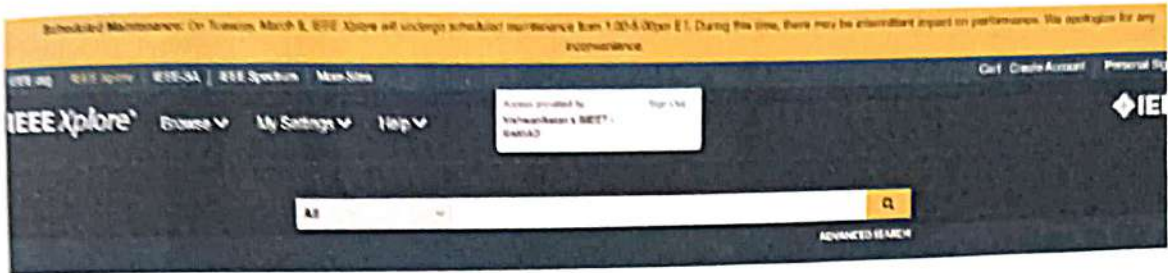 Scheduled Maintenance: On Tuesday, March 8, IEEE Xplore will undergo scheduled maintenance from 1:00-5:00pm ET. During this time, there may be intermittent impact on performance. We apologize for any
inconvenience.
IEEE.org IEEE Xplore IEEE-SA | IEEE Spectrum More Sites
Cart Create Account Personal Sig
IEEE Xplore® Browse My Settings Help
Access provided by: Sign Out
IEE
All
ADVANCED SEARCH